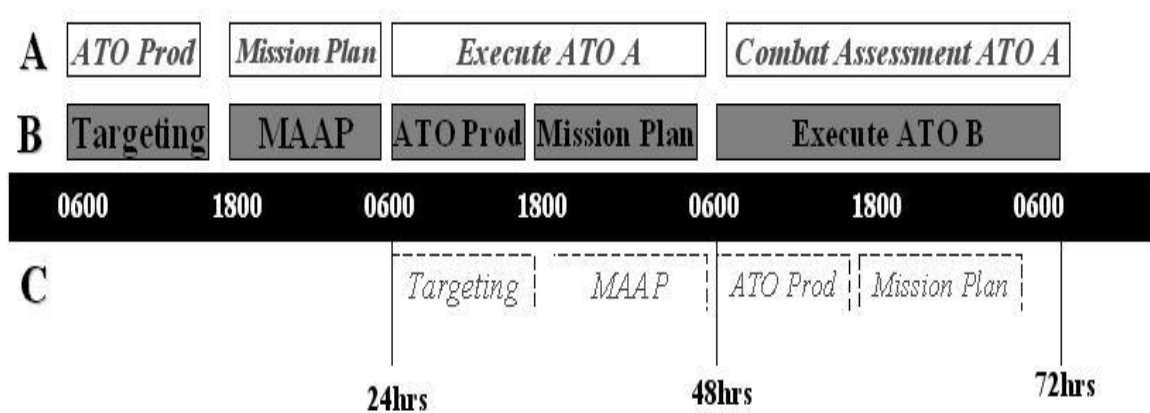 A ATO Prod Mission Plan Execute ATO A Combat Assessment ATO A
B Targeting MAAP ATO Prod Mission Plan Execute ATO B
0600 1800 0600 1800 0600 1800 0600
C Targeting MAAP ATO Prod Mission Plan
24hrs 48hrs 72hrs